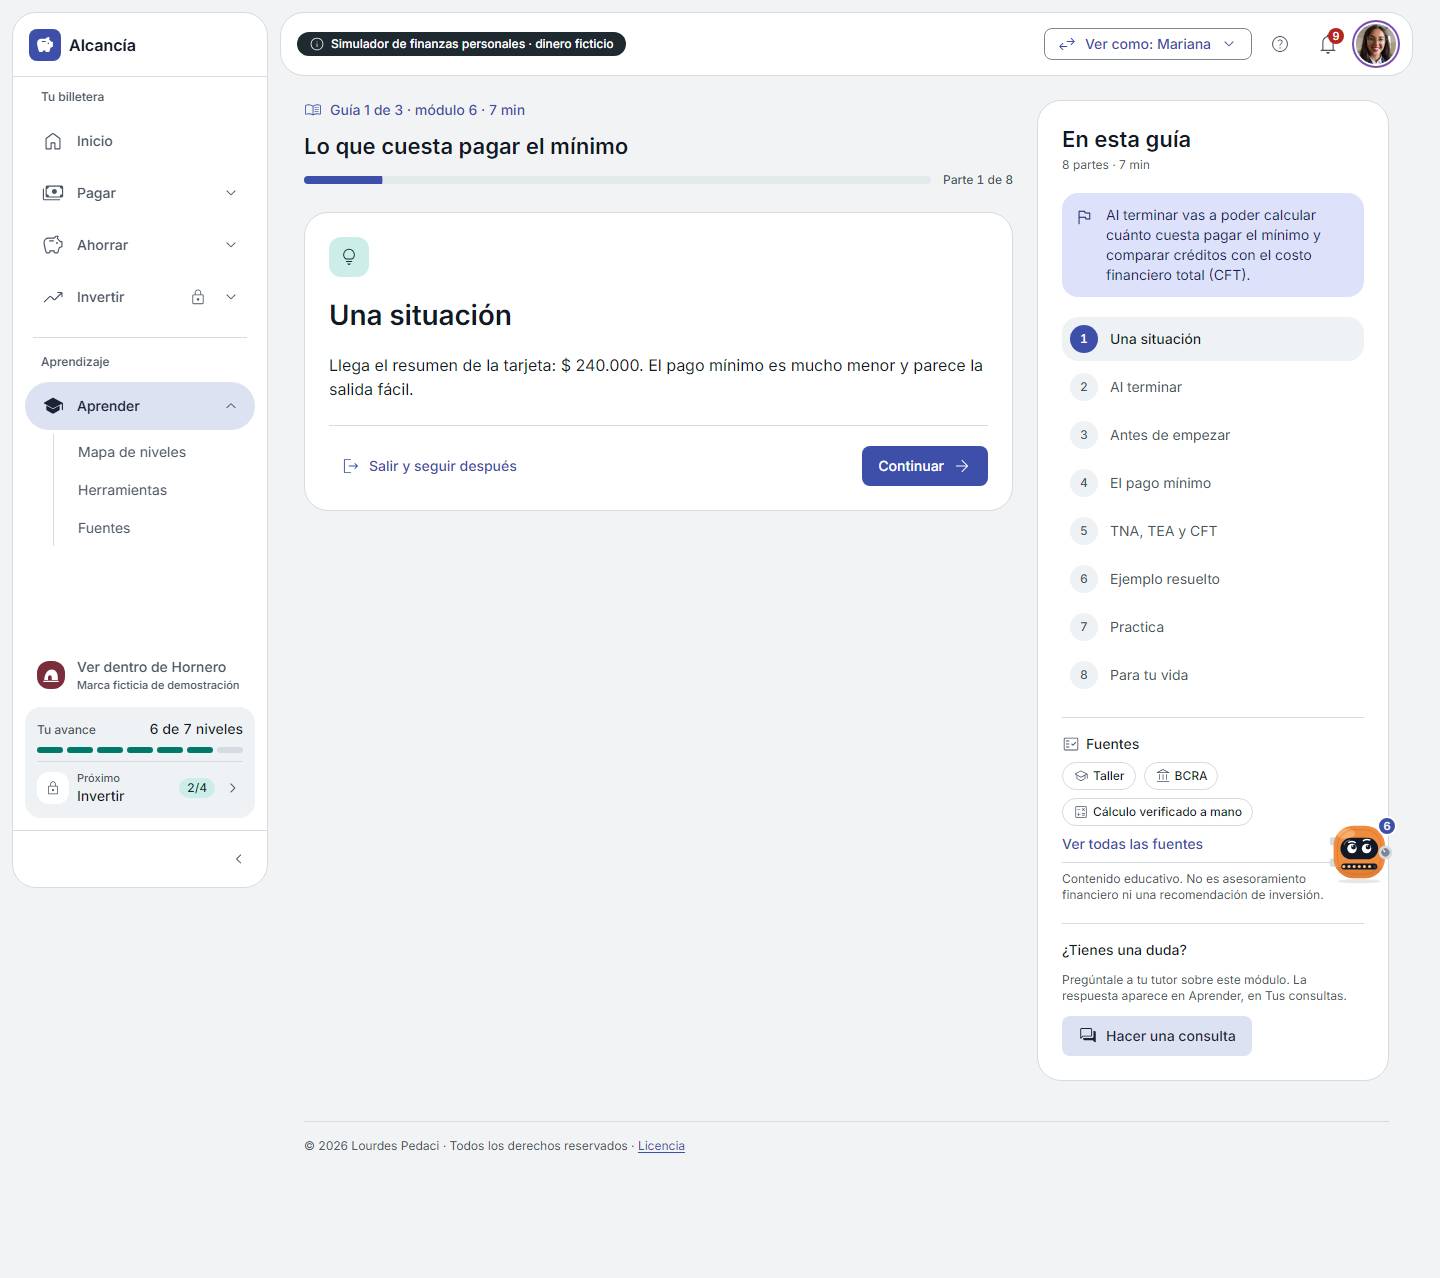 Alcancía
Tu billetera
Inicio
Pagar
Ahorrar
Invertir
Aprendizaje
Aprender
Mapa de niveles
Herramientas
Fuentes
Ver dentro de Hornero
Marca ficticia de demostración
Tu avance
6 de 7 niveles
Próximo
Invertir
2/4
Simulador de finanzas personales · dinero ficticio
Ver como: Mariana
9
Guía 1 de 3 · módulo 6 · 7 min
Lo que cuesta pagar el mínimo
Parte 1 de 8
Una situación
Llega el resumen de la tarjeta: $ 240.000. El pago mínimo es mucho menor y parece la
salida fácil.
Salir y seguir después
Continuar
En esta guía
8 partes · 7 min
Al terminar vas a poder calcular
cuánto cuesta pagar el mínimo y
comparar créditos con el costo
financiero total (CFT).
1 Una situación
2 Al terminar
3 Antes de empezar
4 El pago mínimo
5 TNA, TEA y CFT
6 Ejemplo resuelto
7 Practica
8 Para tu vida
Fuentes
Taller
BCRA
Cálculo verificado a mano
6
Ver todas las fuentes
Contenido educativo. No es asesoramiento
financiero ni una recomendación de inversión.
¿Tienes una duda?
Pregúntale a tu tutor sobre este módulo. La
respuesta aparece en Aprender, en Tus consultas.
Hacer una consulta
© 2026 Lourdes Pedaci · Todos los derechos reservados · Licencia